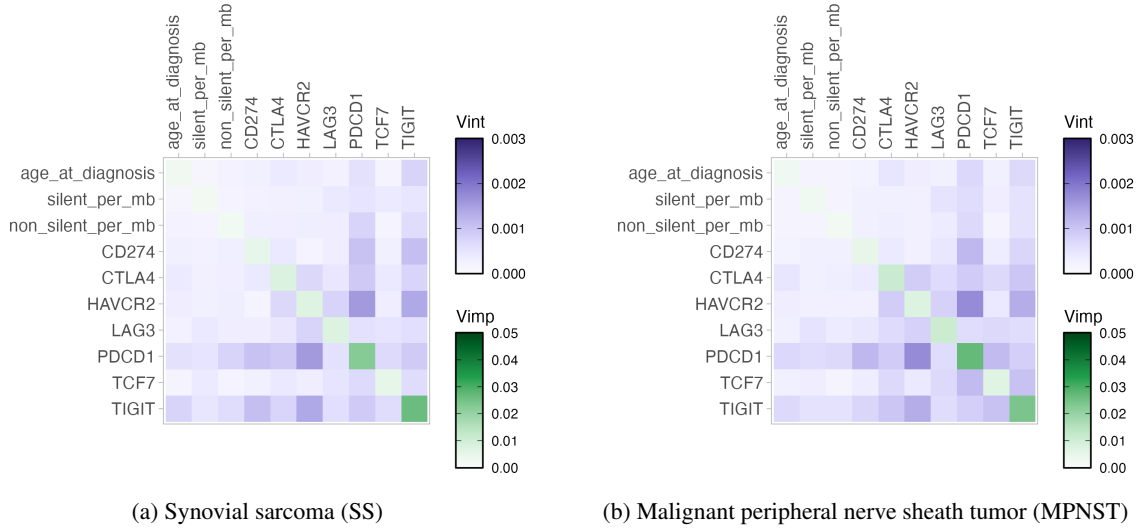 age_at_diagnosis
silent_per_mb
non_silent_per_mb
CD274
CTLA4
HAVCR2
LAG3
PDCD1
TCF7
TIGIT
age_at_diagnosis
silent_per_mb
non_silent_per_mb
CD274
CTLA4
HAVCR2
LAG3
PDCD1
TCF7
TIGIT
Vint
0.003
0.002
0.001
0.000
Vimp
0.05
0.04
0.03
0.02
0.01
0.00
(a) Synovial sarcoma (SS)
age_at_diagnosis
silent_per_mb
non_silent_per_mb
CD274
CTLA4
HAVCR2
LAG3
PDCD1
TCF7
TIGIT
age_at_diagnosis
silent_per_mb
non_silent_per_mb
CD274
CTLA4
HAVCR2
LAG3
PDCD1
TCF7
TIGIT
Vint
0.003
0.002
0.001
0.000
Vimp
0.05
0.04
0.03
0.02
0.01
0.00
(b) Malignant peripheral nerve sheath tumor (MPNST)